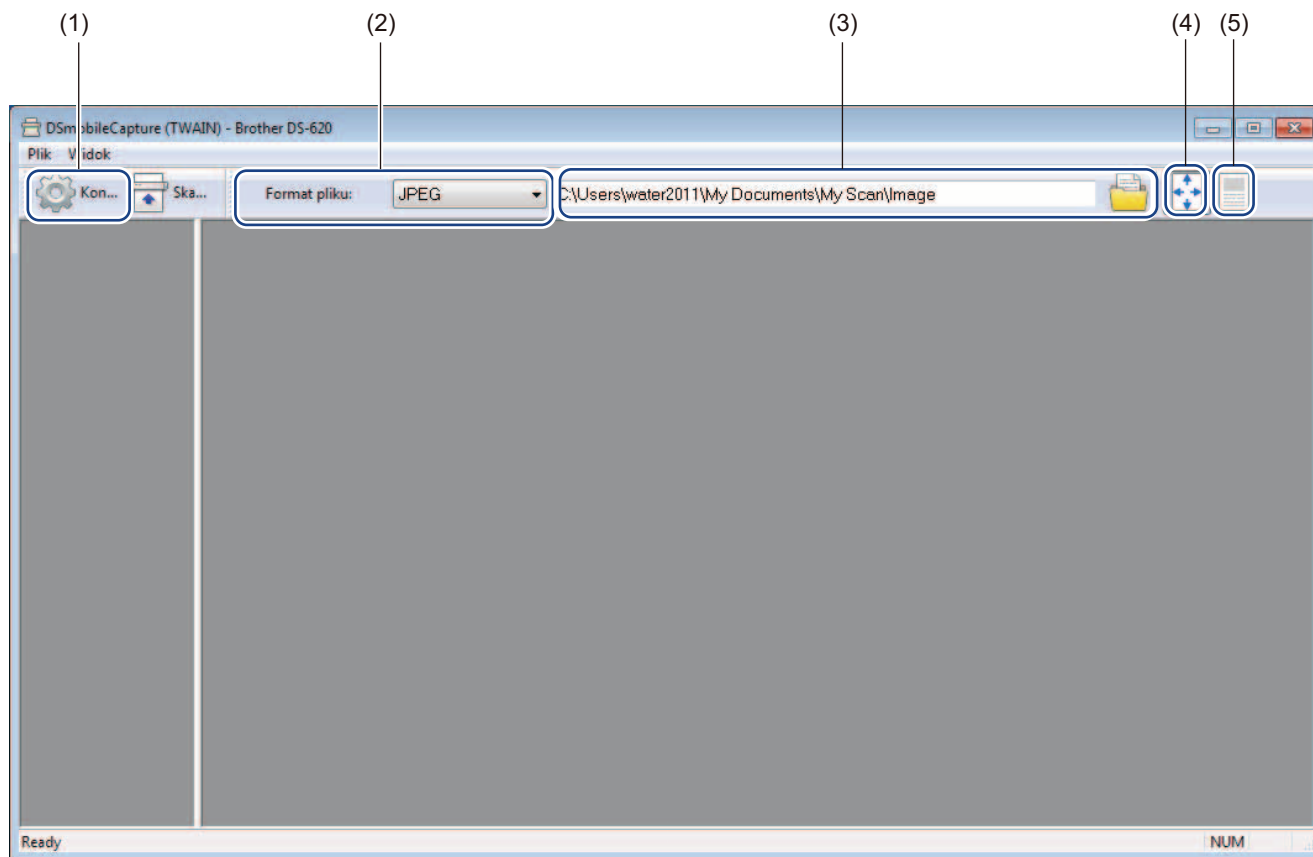 (1) (2) (3) (4) (5)
DSmobileCapture (TWAIN) - Brother DS-620
Plik Widok
Kon... Ska... Format pliku: JPEG C:\Users\water2011\My Documents\My Scan\Image
Ready NUM